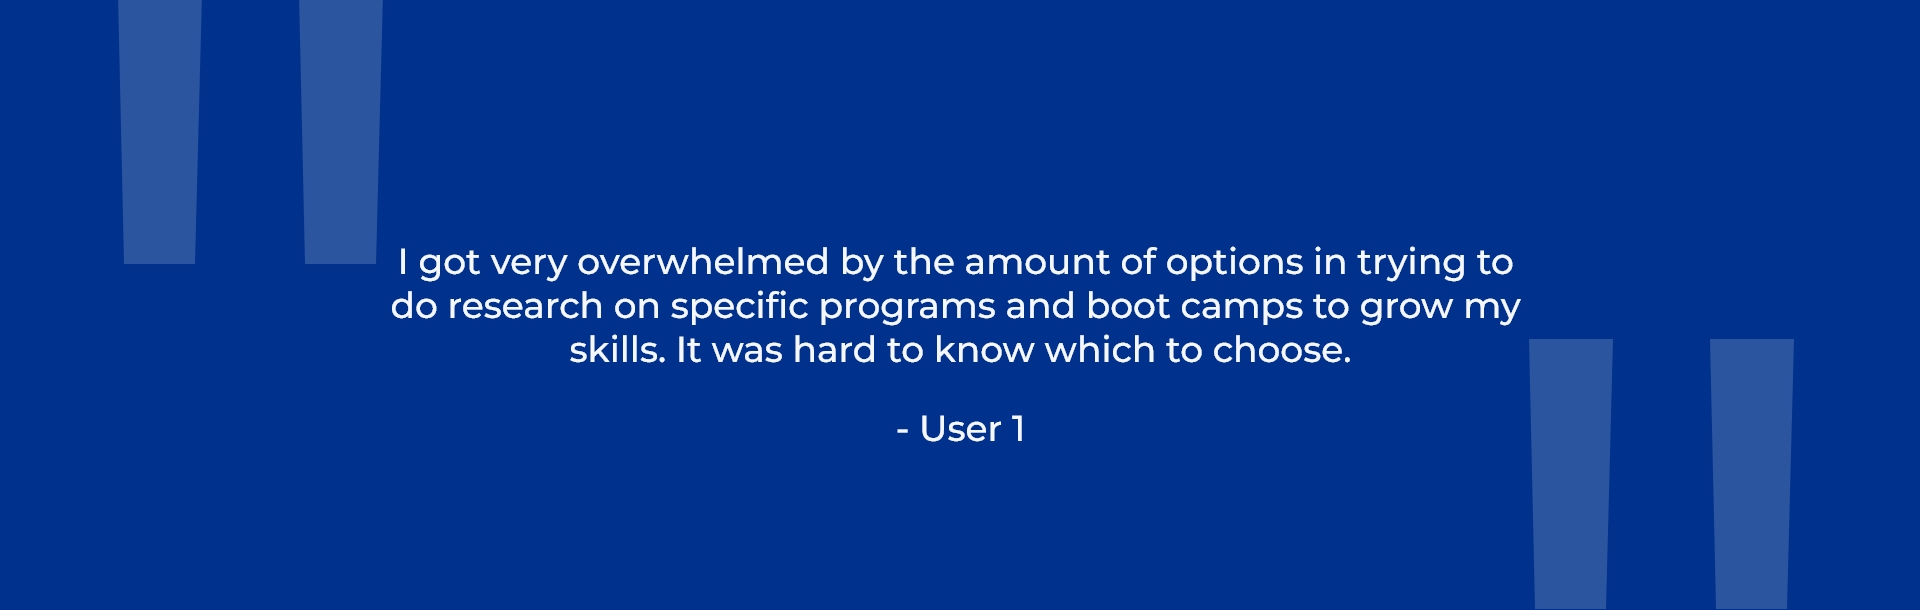 I got very overwhelmed by the amount of options in trying to
do research on specific programs and boot camps to grow my
skills. It was hard to know which to choose.
- User 1